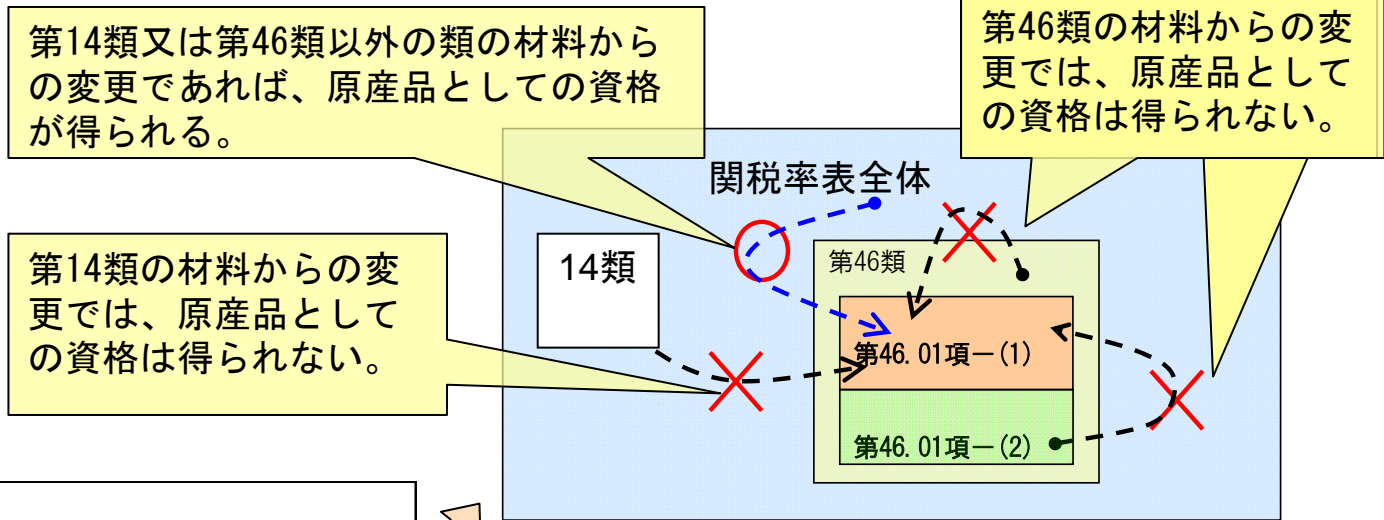 第14類又は第46類以外の類の材料から
の変更であれば、原産品としての資格
が得られる。
第46類の材料からの変
更では、原産品として
の資格は得られない。
関税率表全体
第14類の材料からの変
更では、原産品として
の資格は得られない。
14類
第46類
第46.01項－(1)
第46.01項－(2)